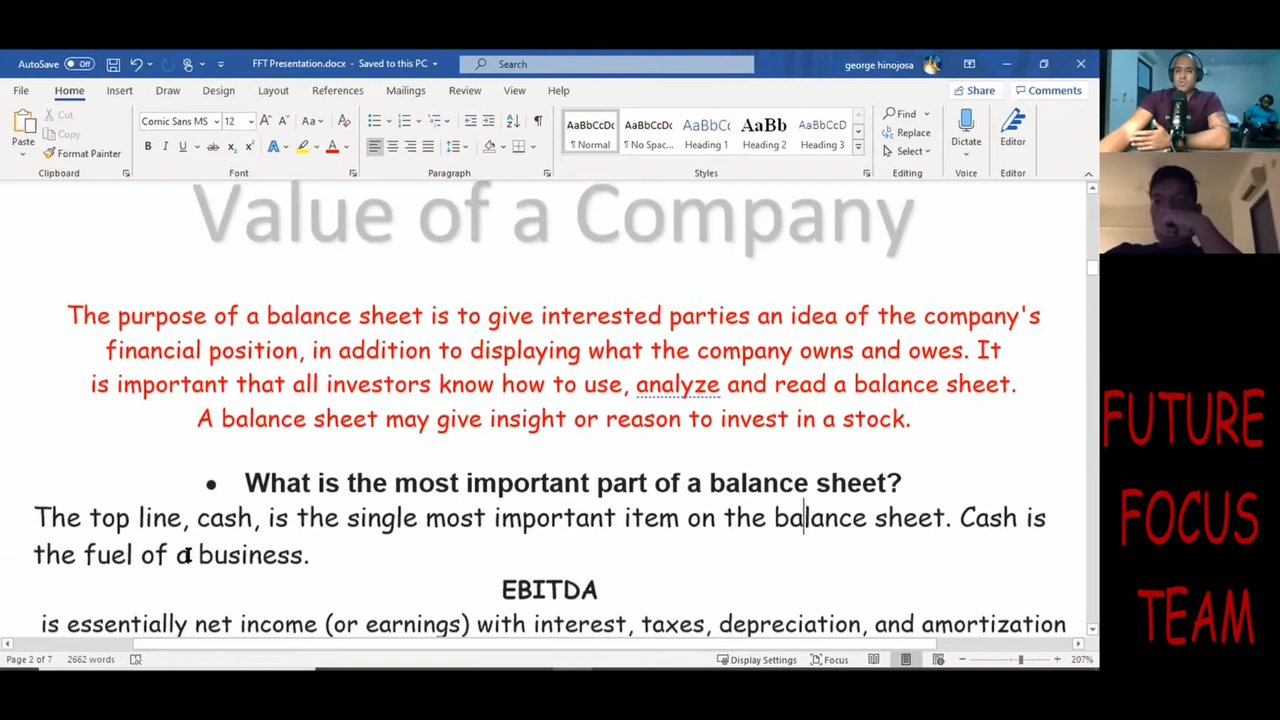 AutoSave Off FFT Presentation.docx - Saved to this PC Search george hinojosa
File Home Insert Draw Design Layout References Mailings Review View Help Share Comments
Paste Cut Copy Format Painter
Comic Sans MS 12
AaBbCcDc AaBbCcDc AaBbC AaBb AaBbCcD
¶ Normal ¶ No Spac... Heading 1 Heading 2 Heading 3
Find Replace Select Dictate Editor
Clipboard Font Paragraph Styles Editing Voice Editor
Value of a Company
The purpose of a balance sheet is to give interested parties an idea of the company's
financial position, in addition to displaying what the company owns and owes. It
is important that all investors know how to use, analyze and read a balance sheet.
A balance sheet may give insight or reason to invest in a stock.
• What is the most important part of a balance sheet?
The top line, cash, is the single most important item on the balance sheet. Cash is
the fuel of a business.
EBITDA
is essentially net income (or earnings) with interest, taxes, depreciation, and amortization
Page 2 of 7 2662 words Display Settings Focus 207%
FUTURE
FOCUS
TEAM